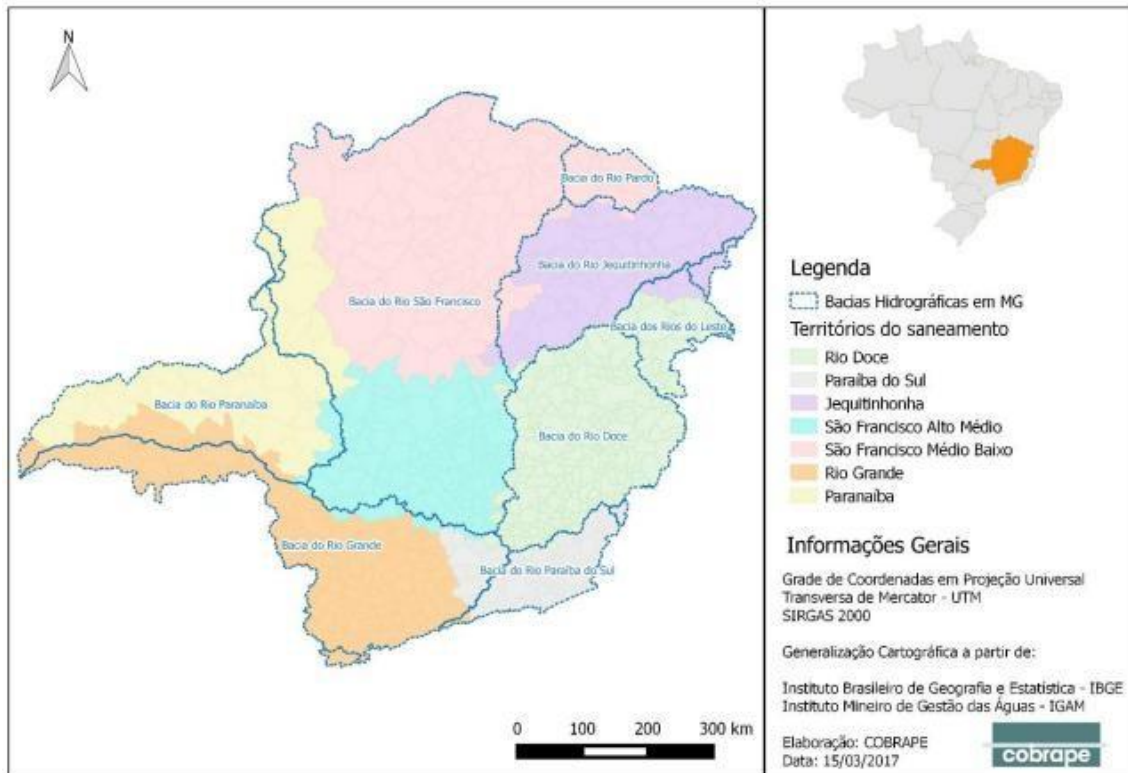 N
Bacia do Rio Pardo
Bacia do Rio Jequitinhonha
Bacia do Rio São Francisco
Bacia dos Rios do Leste
Bacia do Rio Paranaíba
Bacia do Rio Doce
Bacia do Rio Grande
Bacia do Rio Paraíba do Sul
0 100 200 300 km
Legenda
Bacias Hidrográficas em MG
Territórios do saneamento
Rio Doce
Paraíba do Sul
Jequitinhonha
São Francisco Alto Médio
São Francisco Médio Baixo
Rio Grande
Paranaíba
Informações Gerais
Grade de Coordenadas em Projeção Universal
Transversa de Mercator - UTM
SIRGAS 2000
Generalização Cartográfica a partir de:
Instituto Brasileiro de Geografia e Estatística - IBGE
Instituto Mineiro de Gestão das Águas - IGAM
Elaboração: COBRAPE
Data: 15/03/2017
cobrape